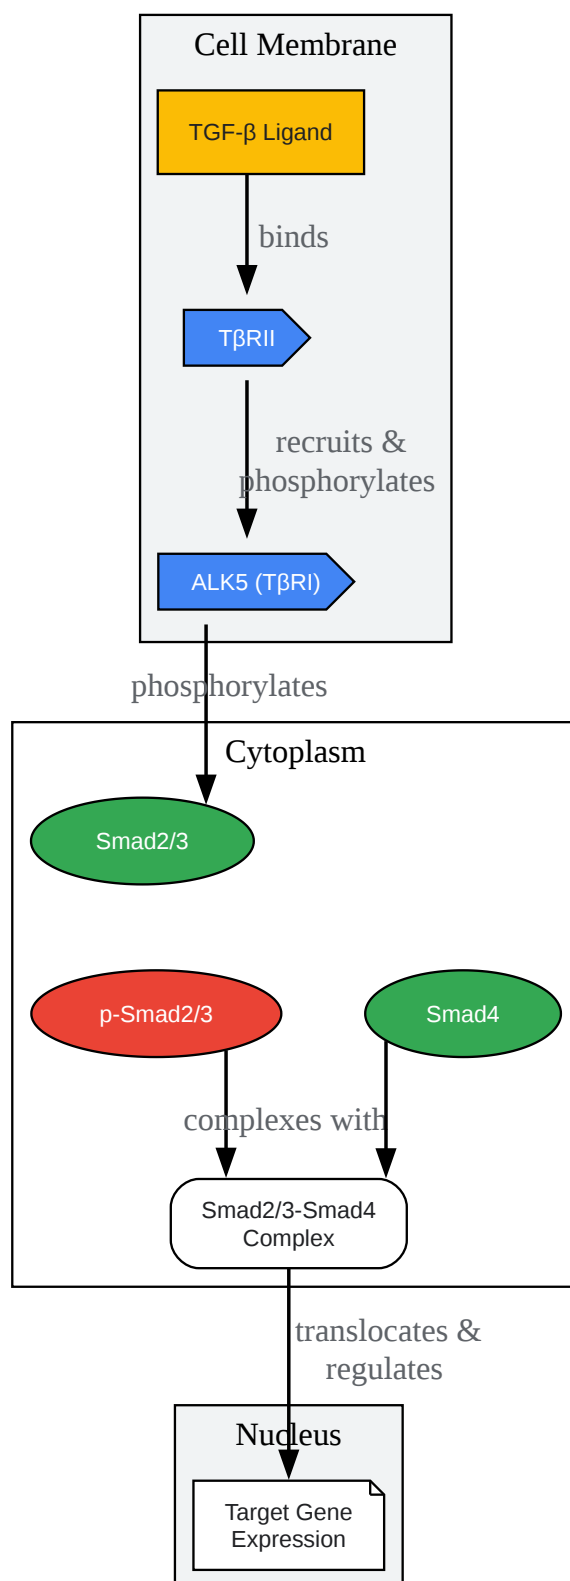 Cell Membrane
TGF-β Ligand
binds
TβRII
recruits &
phosphorylates
ALK5 (TβRI)
phosphorylates
Cytoplasm
Smad2/3
p-Smad2/3
Smad4
complexes with
Smad2/3-Smad4
Complex
translocates &
regulates
Nucleus
Target Gene
Expression